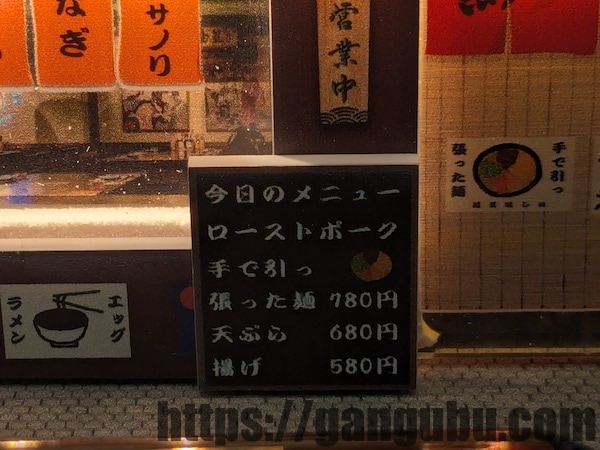 なぎ
サノリ
営業中
手で引っ
張った麺
今日のメニュー
ローストポーク
手で引っ
張った麺 780円
天ぷら 680円
揚げ 580円
エッグ
ラメン
https://gangubu.com